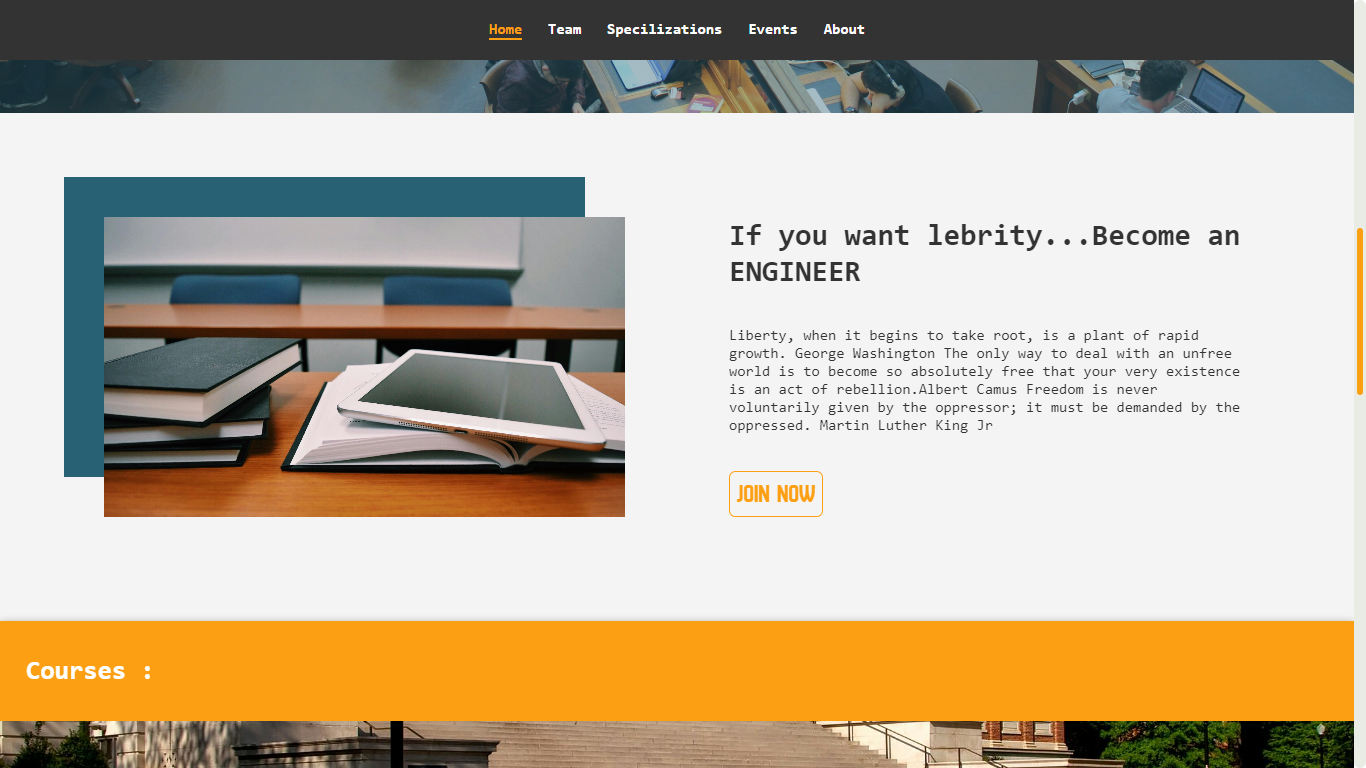 Home Team Specilizations Events About
If you want lebrity...Become an
ENGINEER
Liberty, when it begins to take root, is a plant of rapid
growth. George Washington The only way to deal with an unfree
world is to become so absolutely free that your very existence
is an act of rebellion.Albert Camus Freedom is never
voluntarily given by the oppressor; it must be demanded by the
oppressed. Martin Luther King Jr
JOIN NOW
Courses :